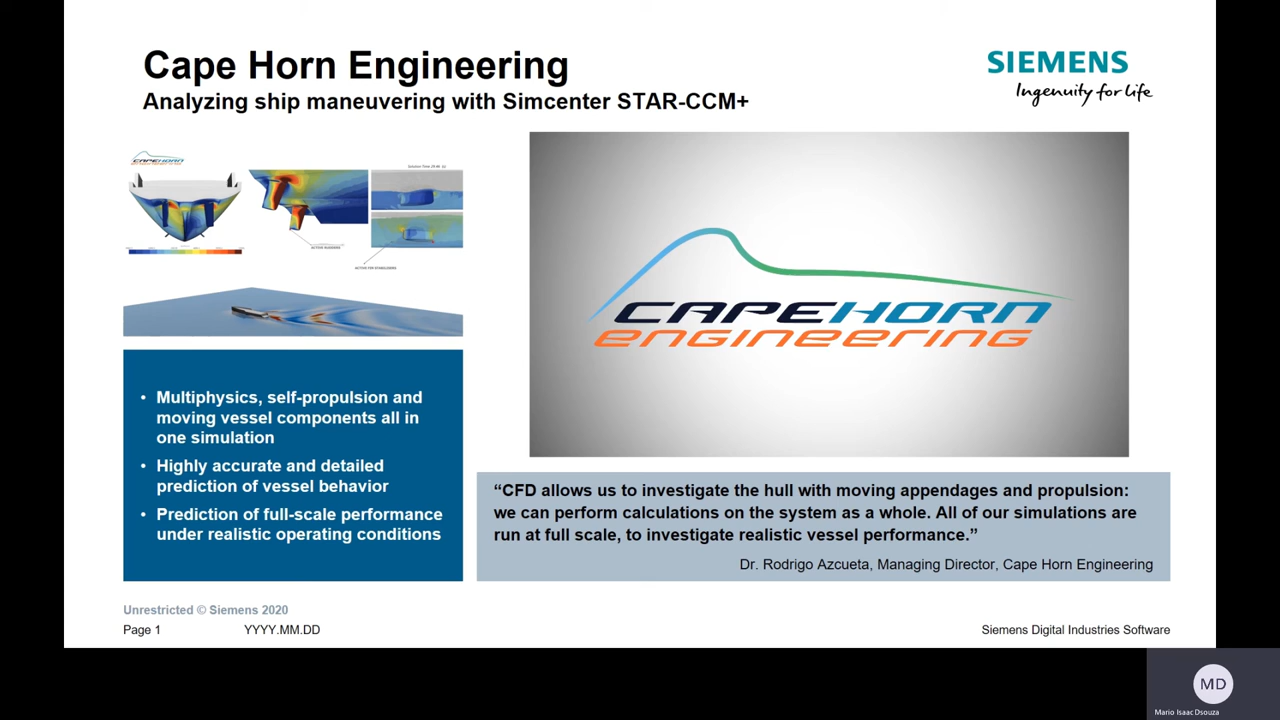 Cape Horn Engineering
Analyzing ship maneuvering with Simcenter STAR-CCM+
SIEMENS
Ingenuity for life
CAPEHORN
engineering
• Multiphysics, self-propulsion and
moving vessel components all in
one simulation
• Highly accurate and detailed
prediction of vessel behavior
• Prediction of full-scale performance
under realistic operating conditions
CAPEHORN
engineering
“CFD allows us to investigate the hull with moving appendages and propulsion:
we can perform calculations on the system as a whole. All of our simulations are
run at full scale, to investigate realistic vessel performance.”
Dr. Rodrigo Azcueta, Managing Director, Cape Horn Engineering
Unrestricted © Siemens 2020
Page 1 YYYY.MM.DD
Siemens Digital Industries Software
MD
Mario Isaac Dsouza